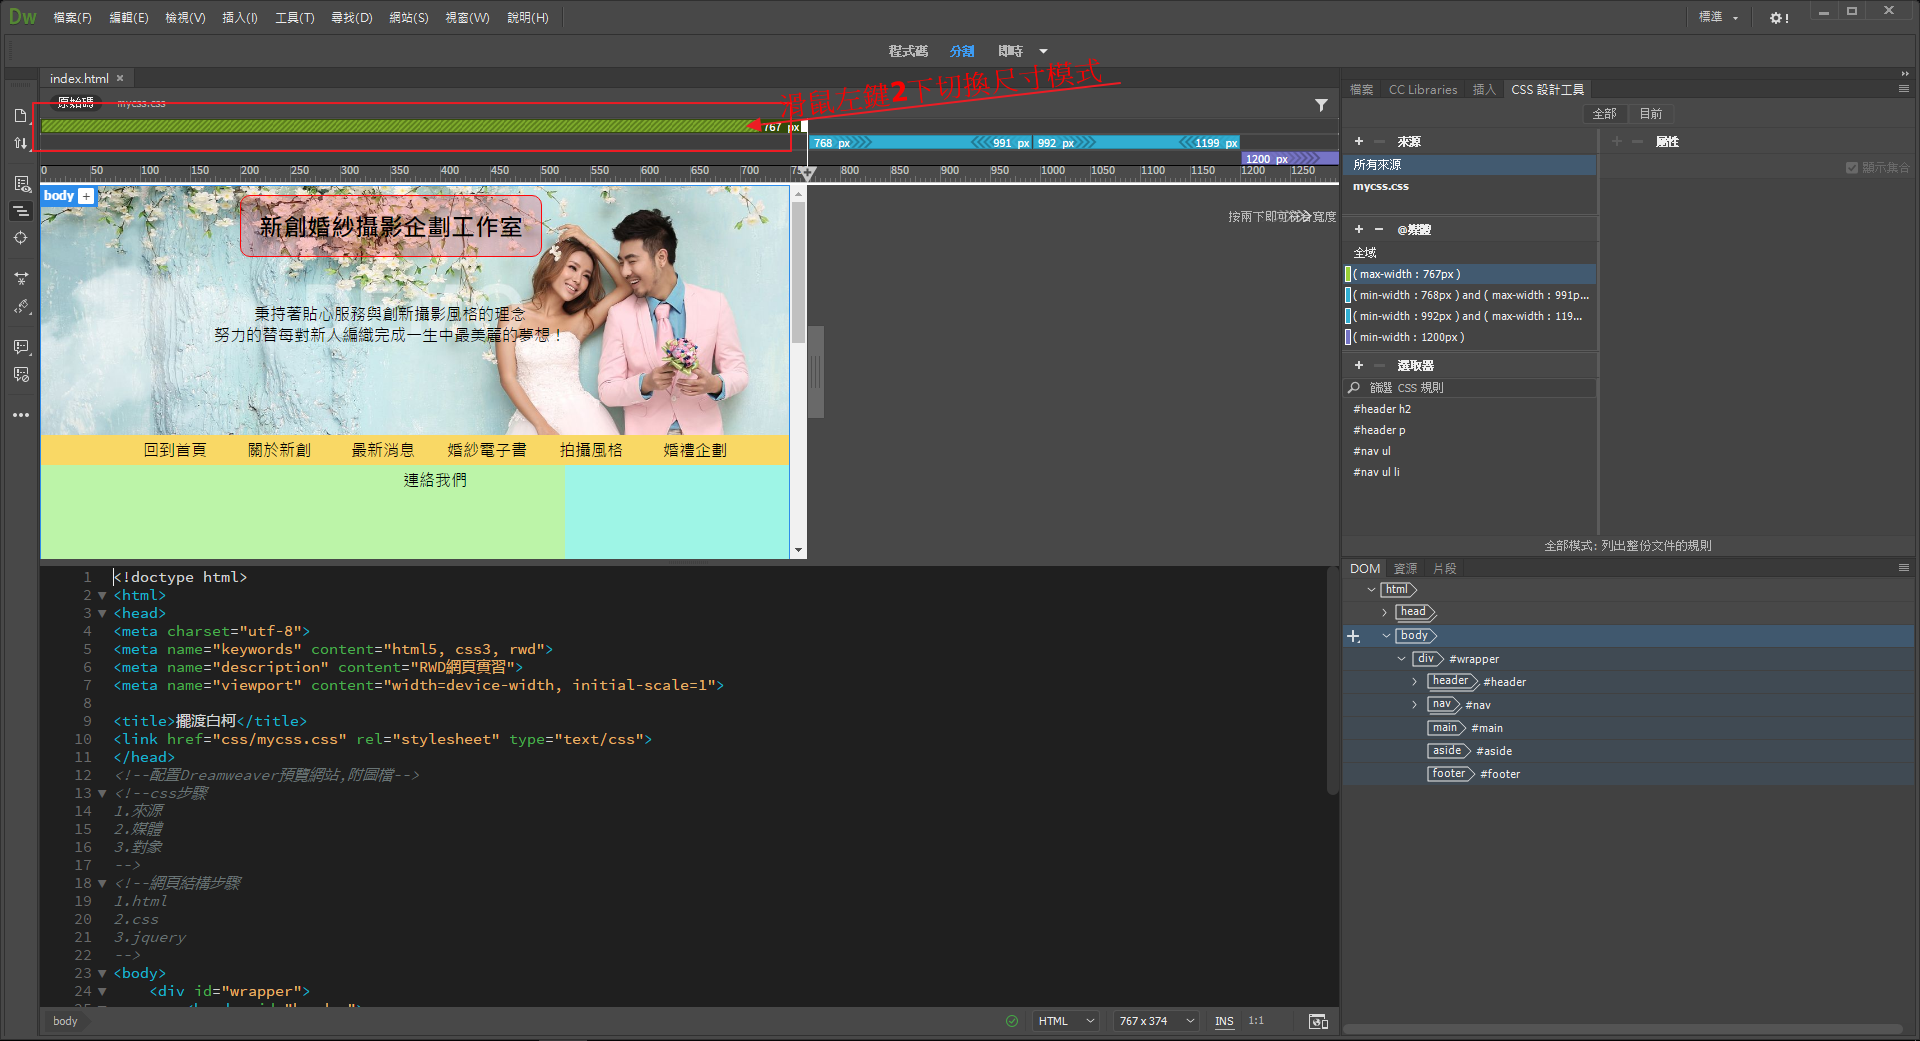 Dw 檔案(F) 編輯(E) 檢視(V) 插入(I) 工具(T) 尋找(D) 網站(S) 視窗(W) 說明(H) 標準
程式碼 分割 即時
index.html
原始碼 mycss.css
滑鼠左鍵2下切換尺寸模式
767 px
768 px 991 px 992 px 1199 px
1200 px
0 50 100 150 200 250 300 350 400 450 500 550 600 650 700 800 850 900 950 1000 1050 1100 1150 1200 1250
body +
新創婚紗攝影企劃工作室
秉持著貼心服務與創新攝影風格的理念
努力的替每對新人編織完成一生中最美麗的夢想！
回到首頁 關於新創 最新消息 婚紗電子書 拍攝風格 婚禮企劃
連絡我們
1 <!doctype html>
2 <html>
3 <head>
4 <meta charset="utf-8">
5 <meta name="keywords" content="html5, css3, rwd">
6 <meta name="description" content="RWD網頁實習">
7 <meta name="viewport" content="width=device-width, initial-scale=1">
8
9 <title>擺渡白柯</title>
10 <link href="css/mycss.css" rel="stylesheet" type="text/css">
11 </head>
12 <!--配置Dreamweaver預覽網站,附圖檔-->
13 <!--css步驟
14 1.來源
15 2.媒體
16 3.對象
17 -->
18 <!--網頁結構步驟
19 1.html
20 2.css
21 3.jquery
22 -->
23 <body>
24 <div id="wrapper">
body HTML 767 x 374 INS 1:1
檔案 CC Libraries 插入 CSS 設計工具
全部 目前
+ − 來源
所有來源
mycss.css
+ − @媒體
全域
( max-width : 767px )
( min-width : 768px ) and ( max-width : 991p...
( min-width : 992px ) and ( max-width : 119...
( min-width : 1200px )
+ − 選取器
篩選 CSS 規則
#header h2
#header p
#nav ul
#nav ul li
+ − 屬性
顯示集合
全部模式: 列出整份文件的規則
DOM 資源 片段
html
head
body
div #wrapper
header #header
nav #nav
main #main
aside #aside
footer #footer